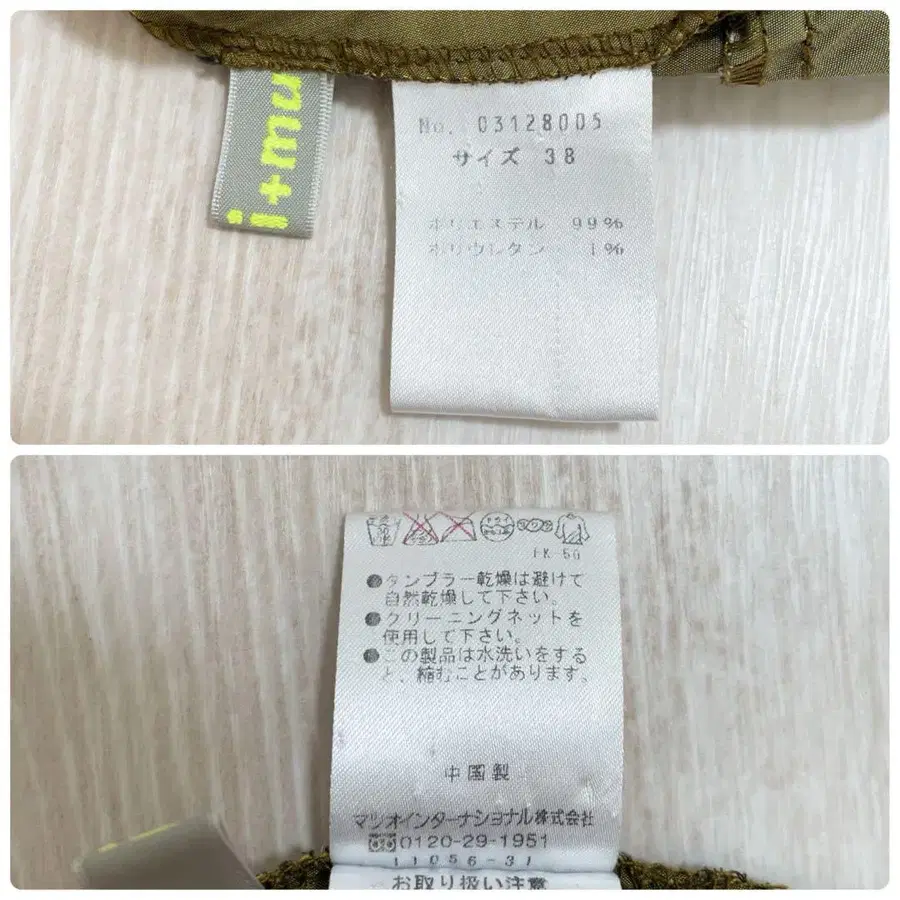 i+mu
No. 03128005
サイズ 38
ポリエステル 99%
ポリウレタン 1%
●タンブラー乾燥は避けて
自然乾燥して下さい。
●クリーニングネットを
使用して下さい。
●この製品は水洗いをする
と、縮むことがあります。
中国製
マツオインターナショナル株式会社
0120-29-1951
11056-31
お取り扱い注意